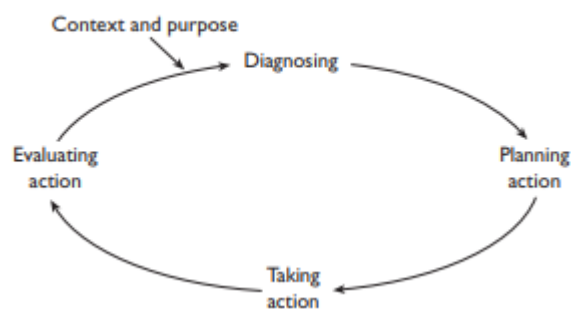 Context and purpose
Diagnosing
Evaluating
action
Planning
action
Taking
action